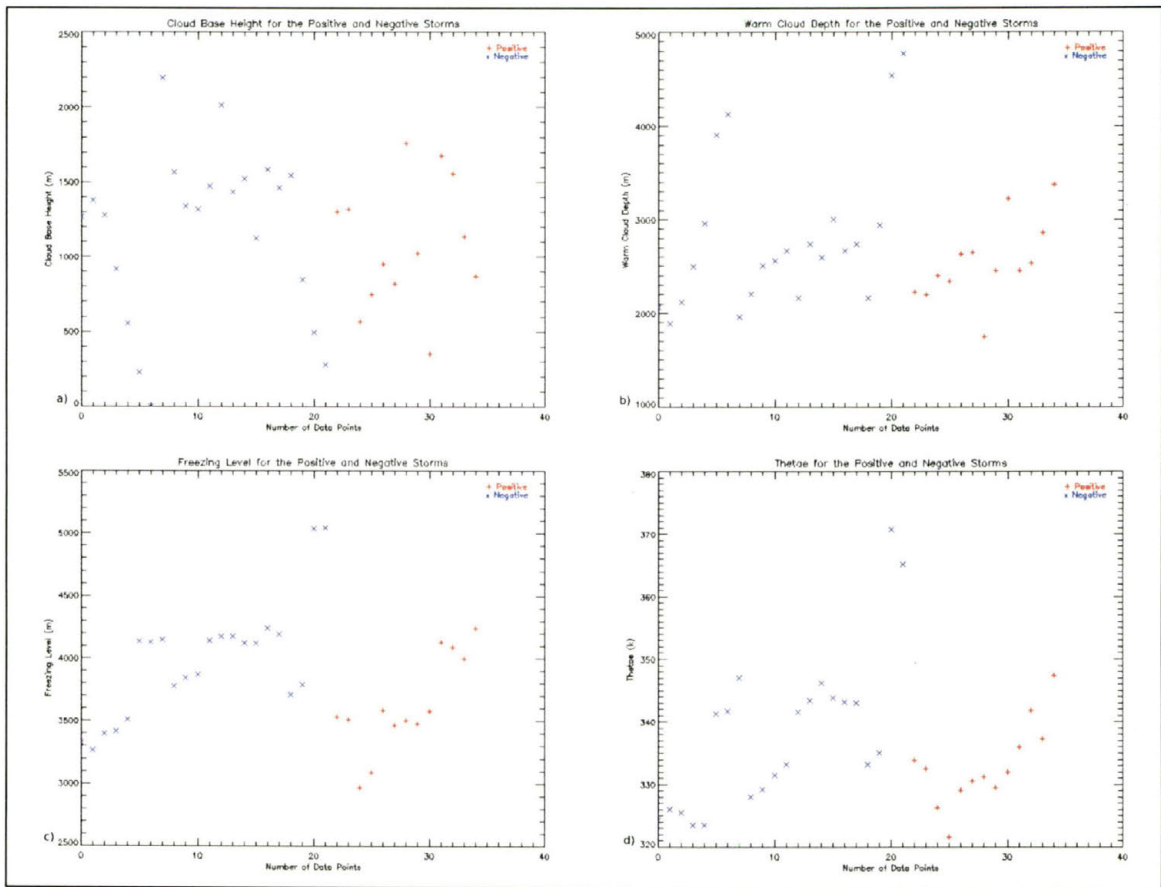 Cloud Base Height for the Positive and Negative Storms
2500
2000
1500
1000
500
0
Cloud Base Height (m)
+ Positive
× Negative
a)
0 10 20 30 40
Number of Data Points
Warm Cloud Depth for the Positive and Negative Storms
5000
4000
3000
2000
1000
Warm Cloud Depth (m)
+ Positive
× Negative
b)
0 10 20 30 40
Number of Data Points
Freezing Level for the Positive and Negative Storms
5500
5000
4500
4000
3500
3000
2500
Freezing Level (m)
+ Positive
× Negative
c)
0 10 20 30 40
Number of Data Points
Thetae for the Positive and Negative Storms
380
370
360
350
340
330
320
Thetae (k)
+ Positive
× Negative
d)
0 10 20 30 40
Number of Data Points